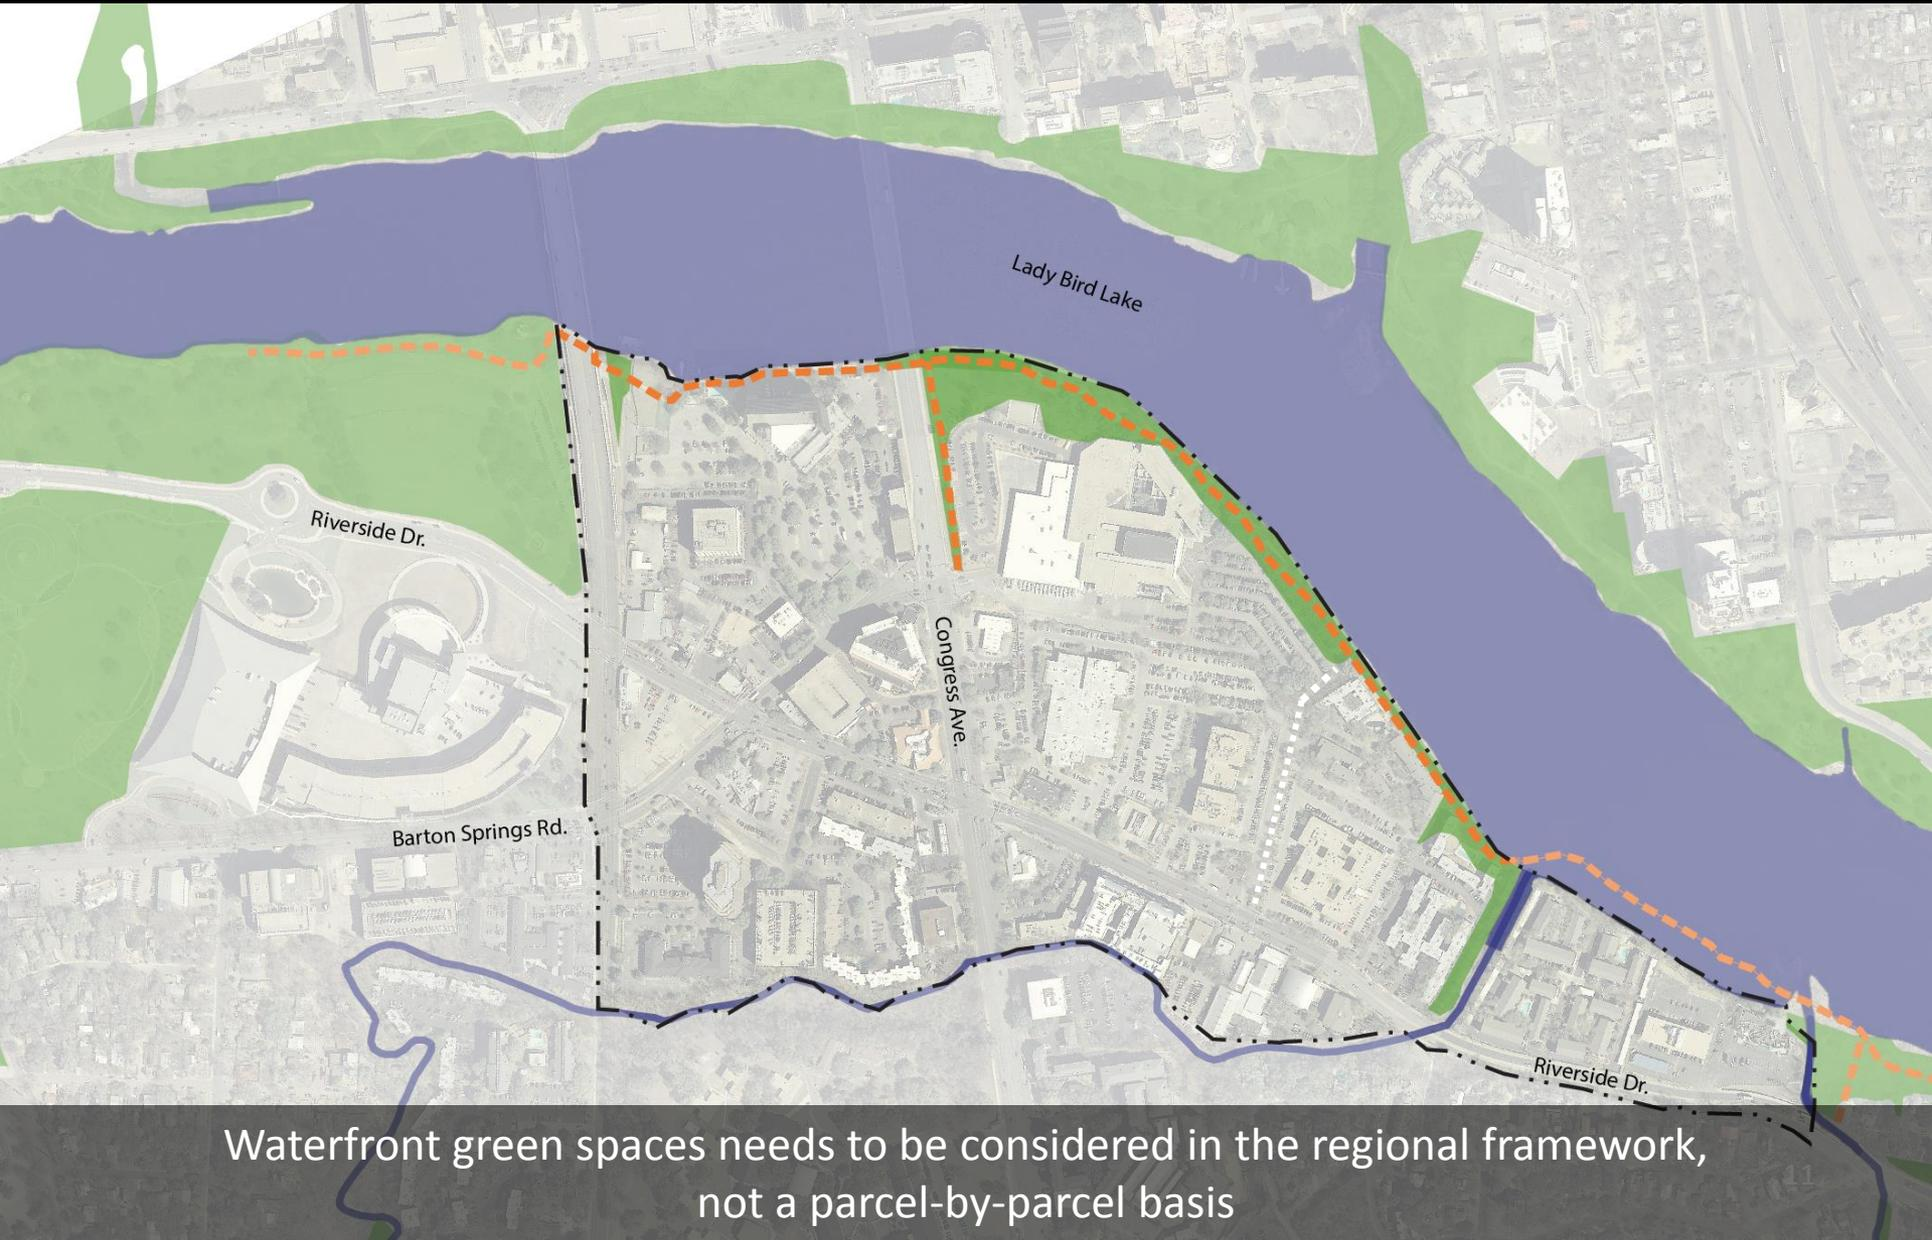 Lady Bird Lake
Riverside Dr.
Congress Ave.
Barton Springs Rd.
Riverside Dr.
Waterfront green spaces needs to be considered in the regional framework,
not a parcel-by-parcel basis
11